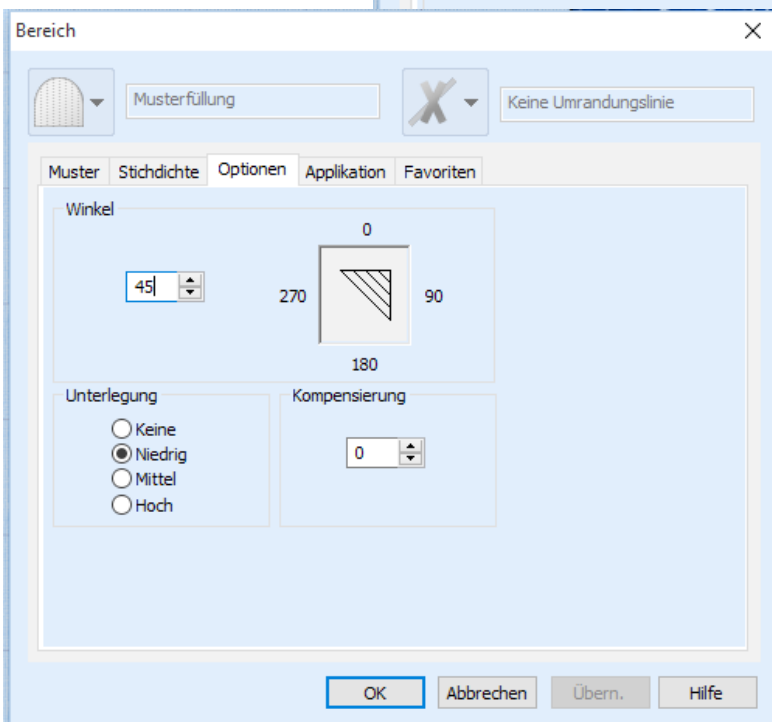 Bereich
Musterfüllung
Keine Umrandungslinie
Muster Stichdichte Optionen Applikation Favoriten
Winkel
0
45
270
90
180
Unterlegung
Keine
Niedrig
Mittel
Hoch
Kompensierung
0
OK Abbrechen Übern. Hilfe